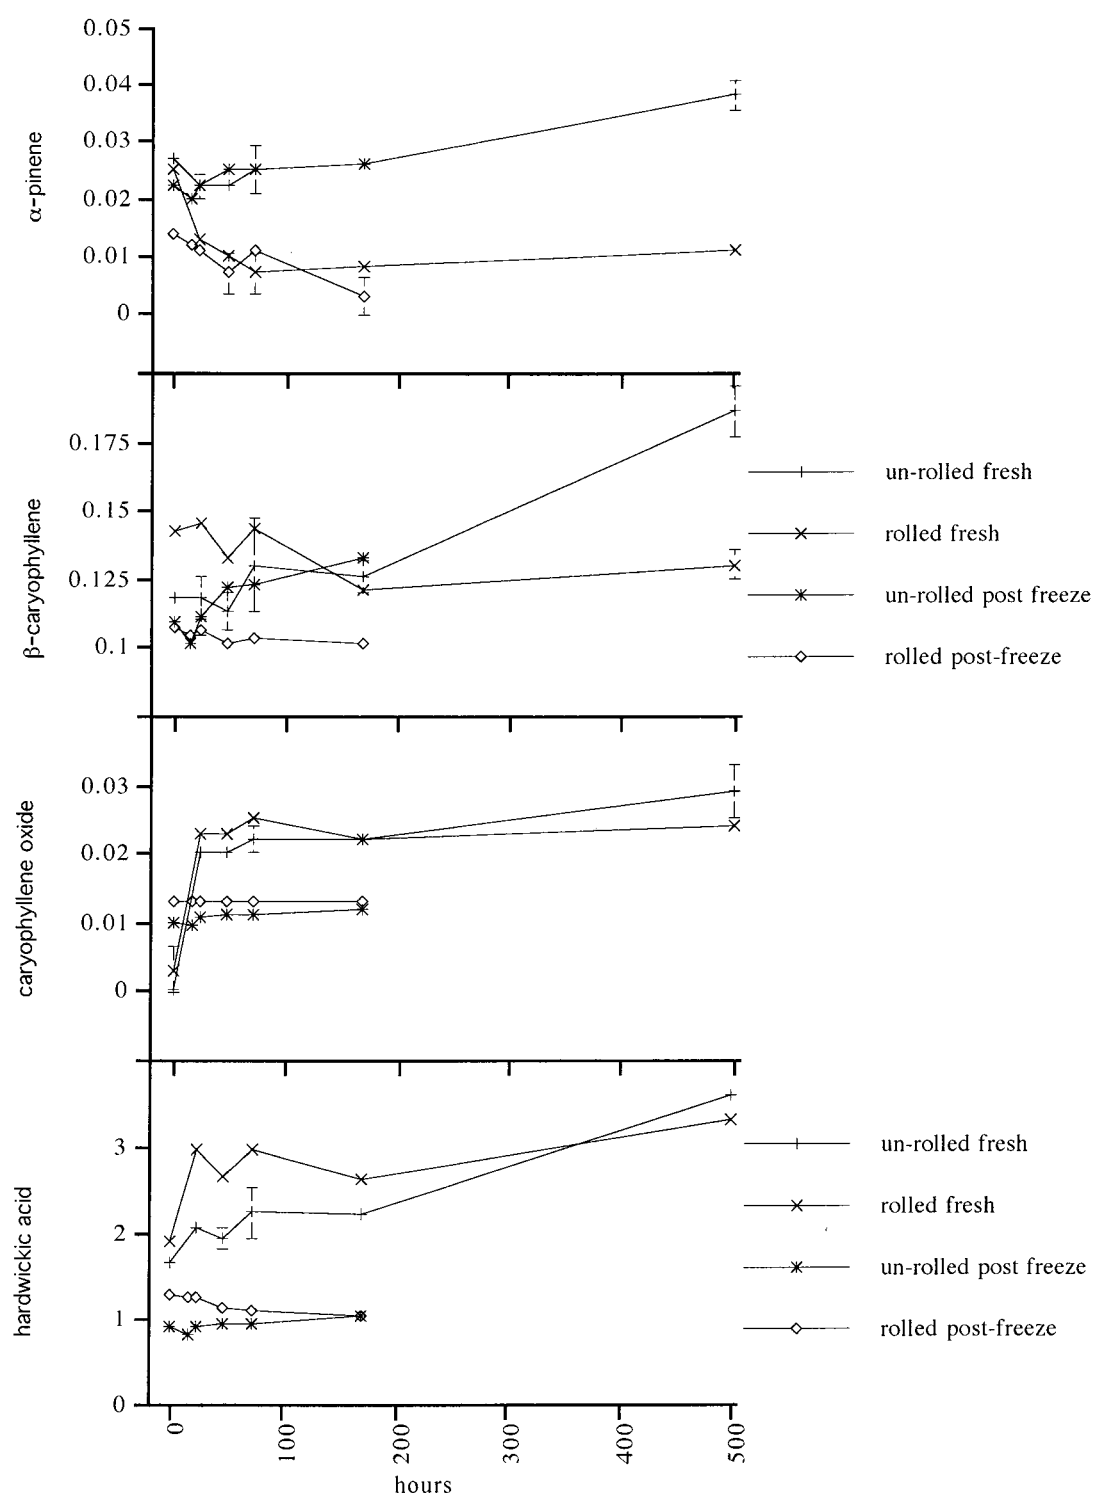 0.05
0.04
0.03
0.02
0.01
0
α-pinene
0.175
0.15
0.125
0.1
β-caryophyllene
un-rolled fresh
rolled fresh
un-rolled post freeze
rolled post-freeze
0.03
0.02
0.01
0
caryophyllene oxide
3
2
1
0
hardwickic acid
un-rolled fresh
rolled fresh
un-rolled post freeze
rolled post-freeze
0
100
200
300
400
500
hours